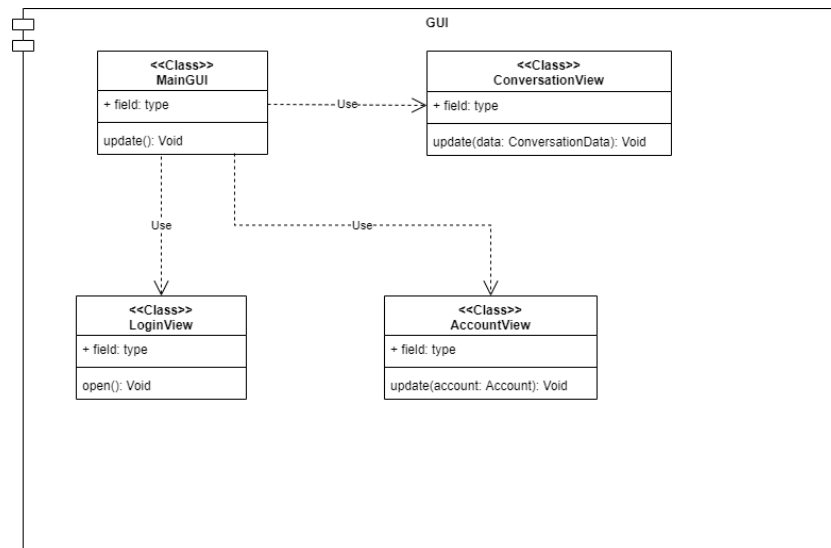 GUI
<<Class>>
MainGUI
+ field: type
update(): Void
<<Class>>
ConversationView
+ field: type
update(data: ConversationData): Void
Use
Use
Use
<<Class>>
LoginView
+ field: type
open(): Void
<<Class>>
AccountView
+ field: type
update(account: Account): Void